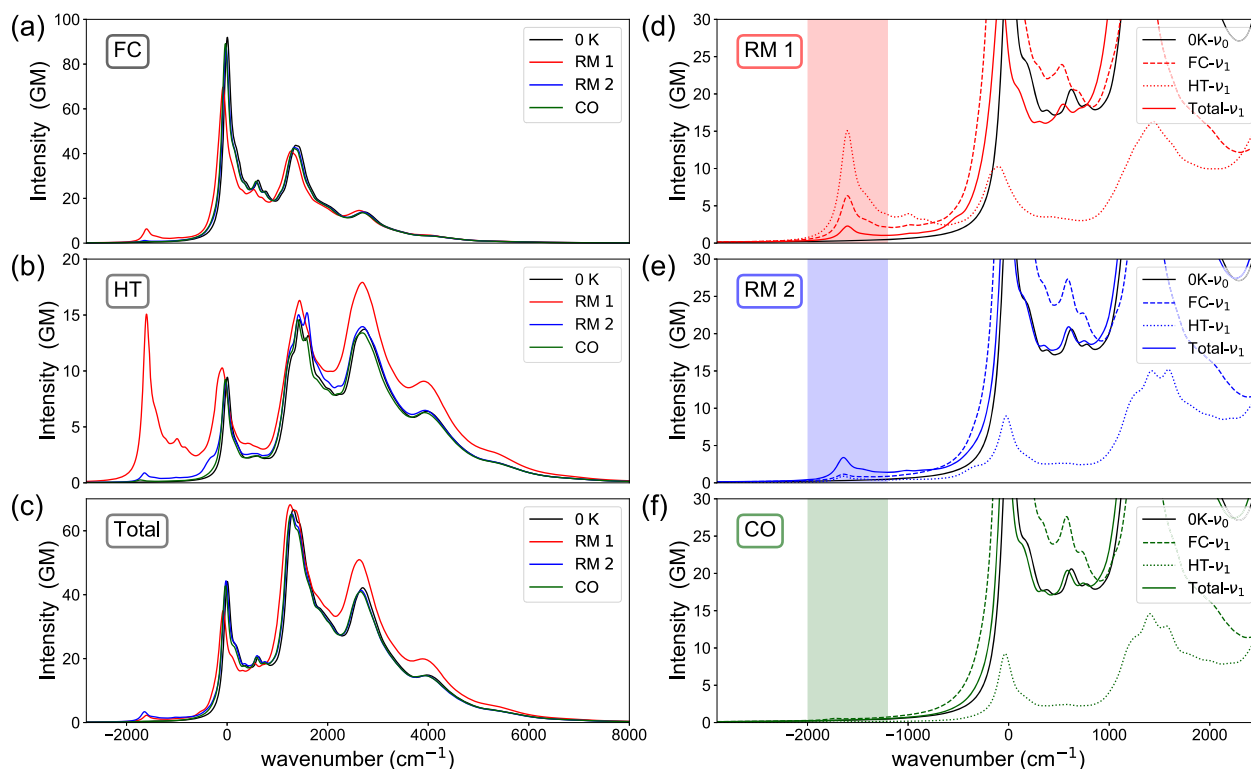 (a)
FC
Intensity (GM)
100
80
60
40
20
0
0 K
RM 1
RM 2
CO
(b)
HT
Intensity (GM)
20
15
10
5
0
0 K
RM 1
RM 2
CO
(c)
Total
Intensity (GM)
60
40
20
0
0 K
RM 1
RM 2
CO
−2000 0 2000 4000 6000 8000
wavenumber (cm⁻¹)
(d)
RM 1
Intensity (GM)
30
25
20
15
10
5
0
0K-ν₀
FC-ν₁
HT-ν₁
Total-ν₁
(e)
RM 2
Intensity (GM)
30
25
20
15
10
5
0
0K-ν₀
FC-ν₁
HT-ν₁
Total-ν₁
(f)
CO
Intensity (GM)
30
25
20
15
10
5
0
0K-ν₀
FC-ν₁
HT-ν₁
Total-ν₁
−2000 −1000 0 1000 2000
wavenumber (cm⁻¹)